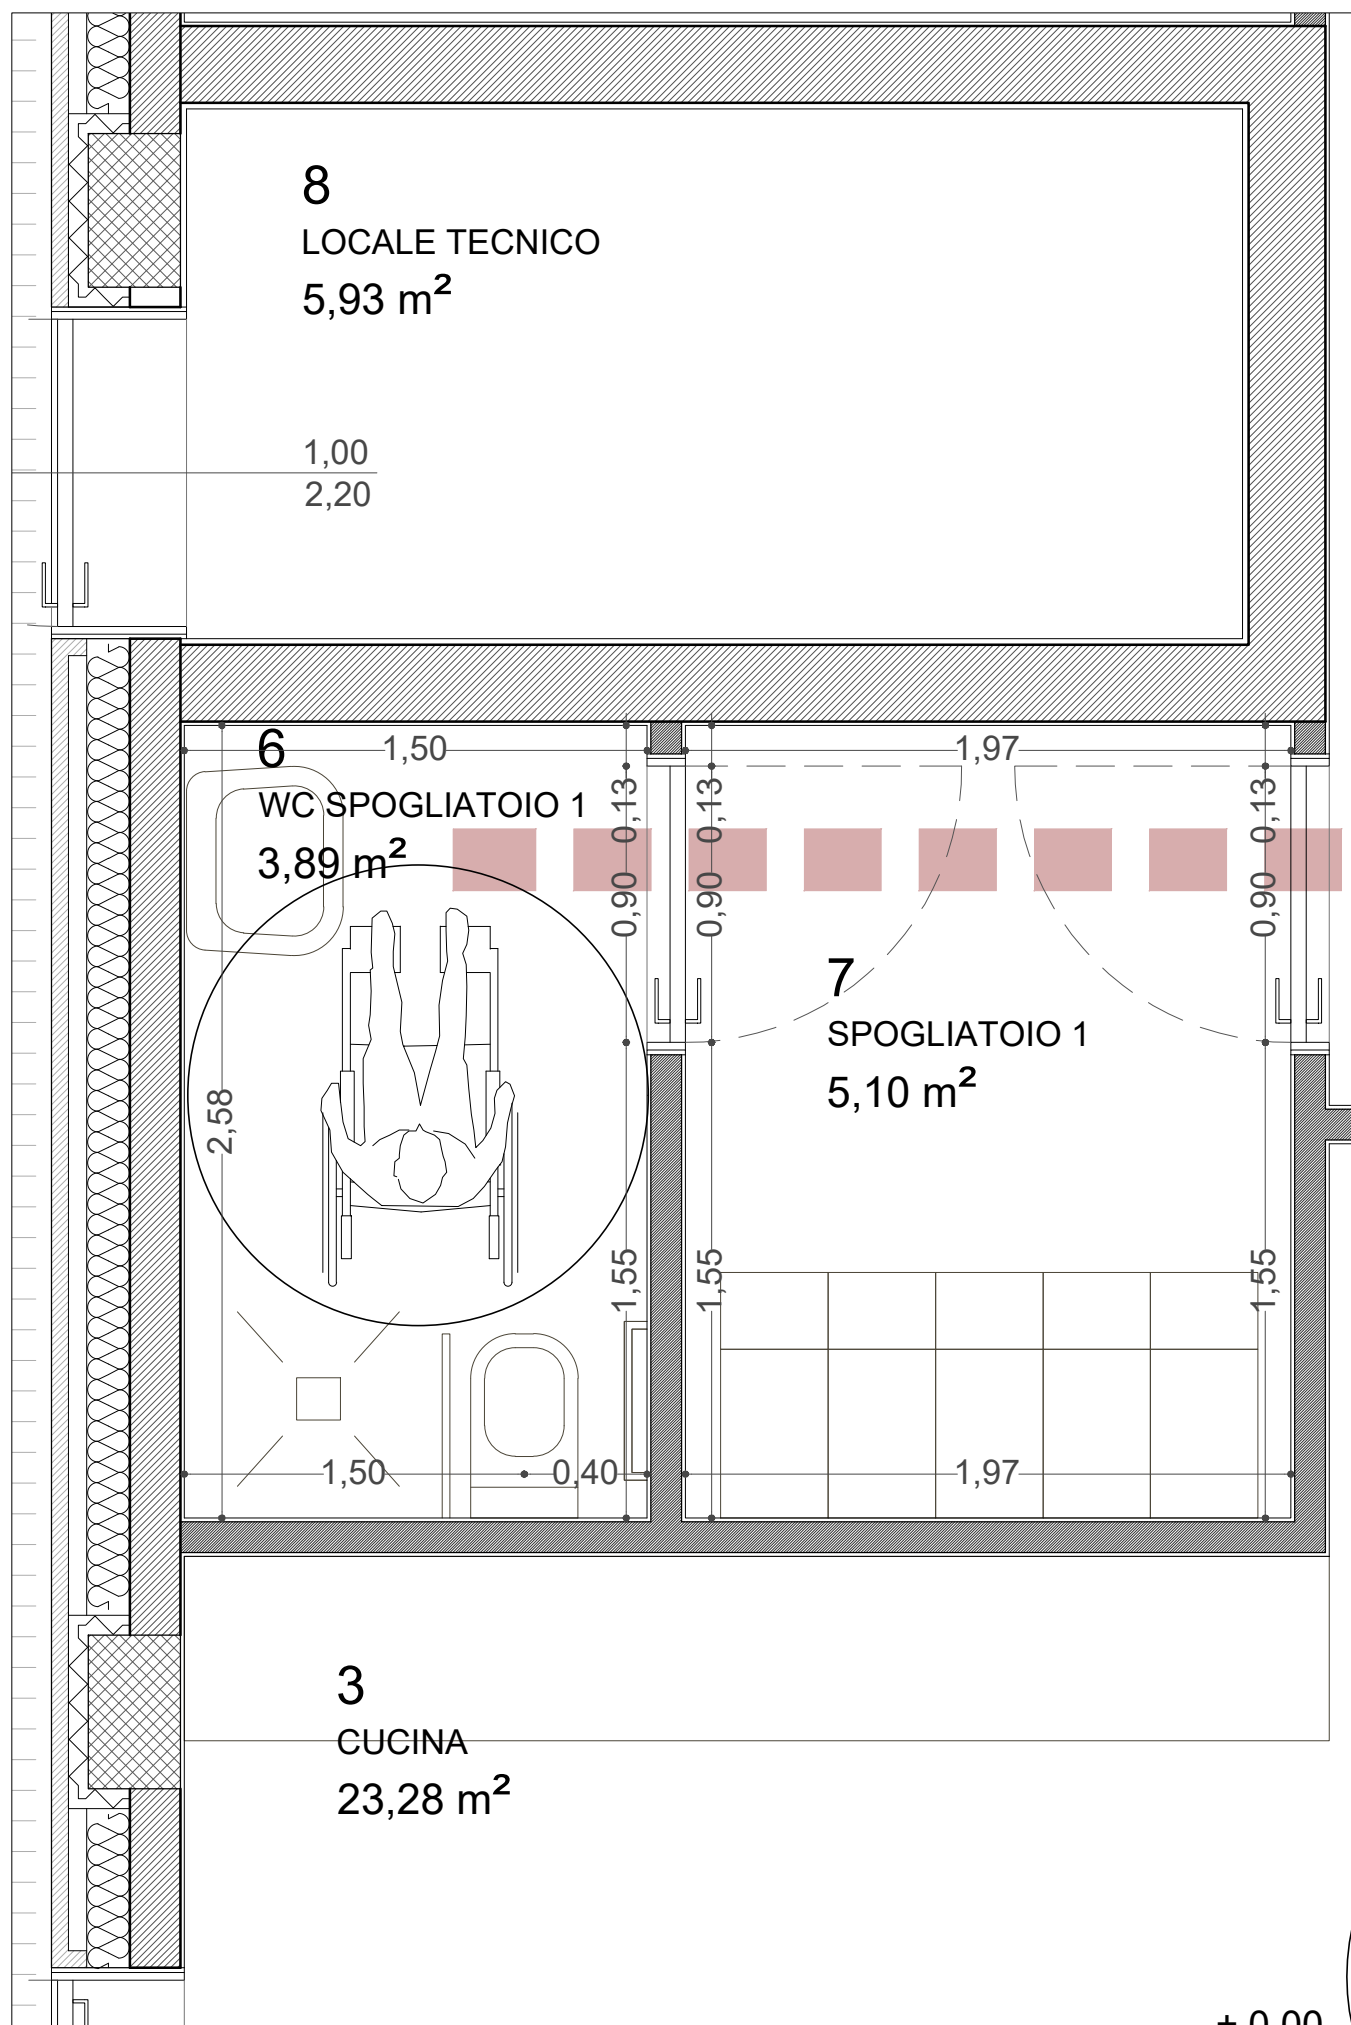 8
LOCALE TECNICO
5,93 m²
1,00
2,20
6
1,50
1,97
WC SPOGLIATOIO 1
3,89 m²
0,13
0,13
0,13
0,90
0,90
0,90
7
SPOGLIATOIO 1
5,10 m²
2,58
1,55
1,55
1,55
1,50
0,40
1,97
3
CUCINA
23,28 m²
± 0,00